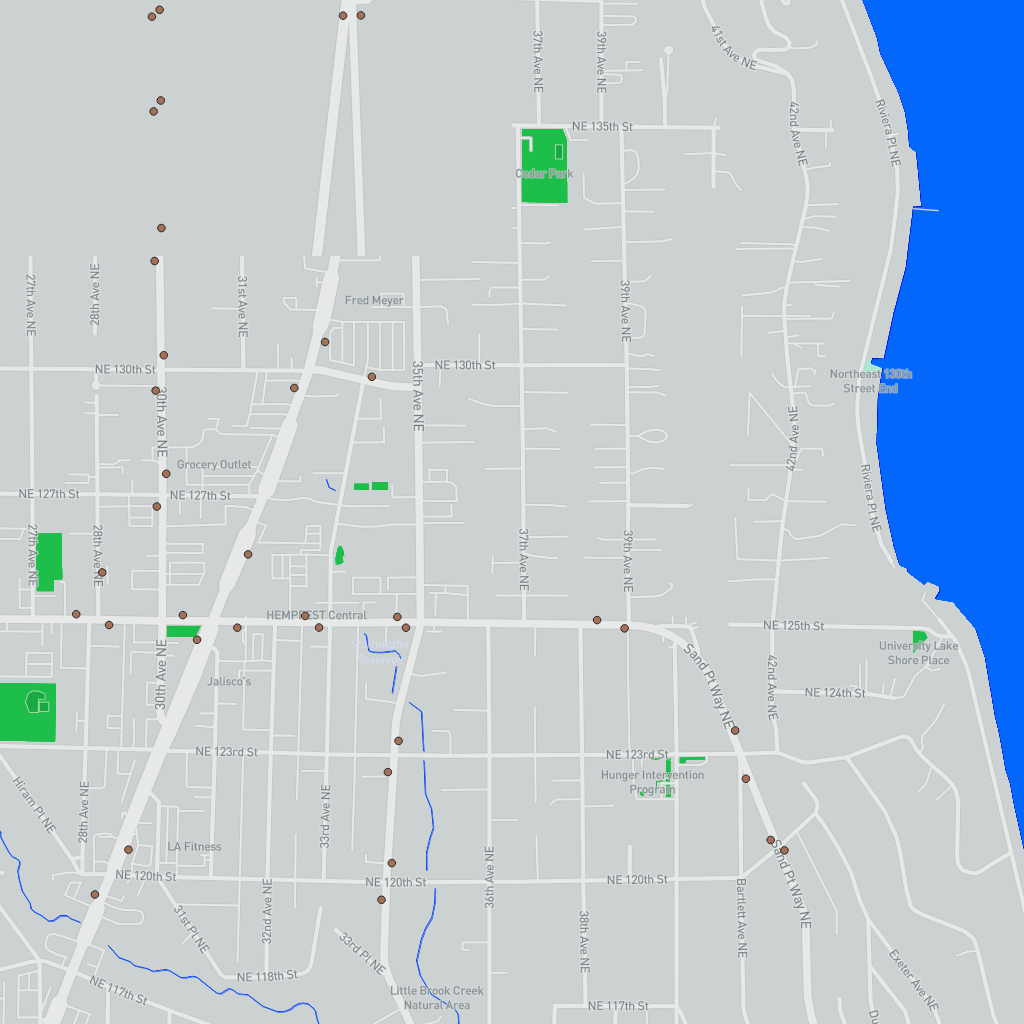 41st Ave NE
37th Ave NE
39th Ave NE
NE 135th St
42nd Ave NE
Riviera Pl NE
Cedar Park
27th Ave NE
28th Ave NE
31st Ave NE
Fred Meyer
39th Ave NE
NE 130th St
NE 130th St
35th Ave NE
30th Ave NE
Northeast 130th
Street End
42nd Ave NE
Grocery Outlet
NE 127th St
NE 127th St
Riviera Pl NE
27th Ave NE
28th Ave NE
37th Ave NE
39th Ave NE
HEMPFEST Central
NE 125th St
Reservoir
University Lake
Shore Place
30th Ave NE
Jalisco's
Sand Pt Way NE
42nd Ave NE
NE 124th St
NE 123rd St
NE 123rd St
Hunger Intervention
Program
Hiram Pl NE
28th Ave NE
33rd Ave NE
LA Fitness
36th Ave NE
NE 120th St
NE 120th St
NE 120th St
Sand Pt Way NE
31st Pl NE
32nd Ave NE
38th Ave NE
Bartlett Ave NE
33rd Pl NE
NE 118th St
Exeter Ave NE
NE 117th St
Little Brook Creek
Natural Area
NE 117th St
Du